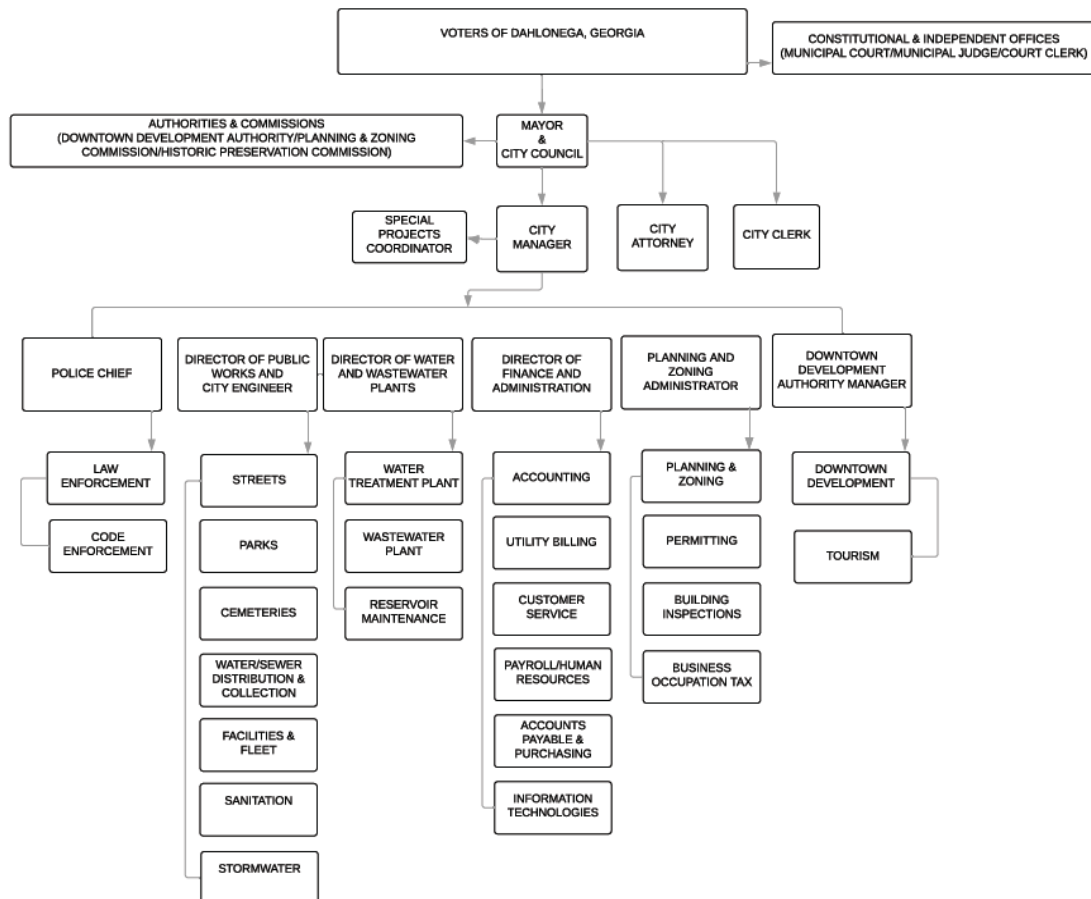 VOTERS OF DAHLONEGA, GEORGIA
CONSTITUTIONAL & INDEPENDENT OFFICES
(MUNICIPAL COURT/MUNICIPAL JUDGE/COURT CLERK)
AUTHORITIES & COMMISSIONS
(DOWNTOWN DEVELOPMENT AUTHORITY/PLANNING & ZONING
COMMISSION/HISTORIC PRESERVATION COMMISSION)
MAYOR
&
CITY COUNCIL
SPECIAL
PROJECTS
COORDINATOR
CITY
MANAGER
CITY
ATTORNEY
CITY CLERK
POLICE CHIEF
DIRECTOR OF PUBLIC
WORKS AND
CITY ENGINEER
DIRECTOR OF WATER
AND WASTEWATER
PLANTS
DIRECTOR OF
FINANCE AND
ADMINISTRATION
PLANNING AND
ZONING
ADMINISTRATOR
DOWNTOWN
DEVELOPMENT
AUTHORITY MANAGER
LAW
ENFORCEMENT
CODE
ENFORCEMENT
STREETS
PARKS
CEMETERIES
WATER/SEWER
DISTRIBUTION &
COLLECTION
FACILITIES &
FLEET
SANITATION
STORMWATER
WATER
TREATMENT PLANT
WASTEWATER
PLANT
RESERVOIR
MAINTENANCE
ACCOUNTING
UTILITY BILLING
CUSTOMER
SERVICE
PAYROLL/HUMAN
RESOURCES
ACCOUNTS
PAYABLE &
PURCHASING
INFORMATION
TECHNOLOGIES
PLANNING &
ZONING
PERMITTING
BUILDING
INSPECTIONS
BUSINESS
OCCUPATION TAX
DOWNTOWN
DEVELOPMENT
TOURISM